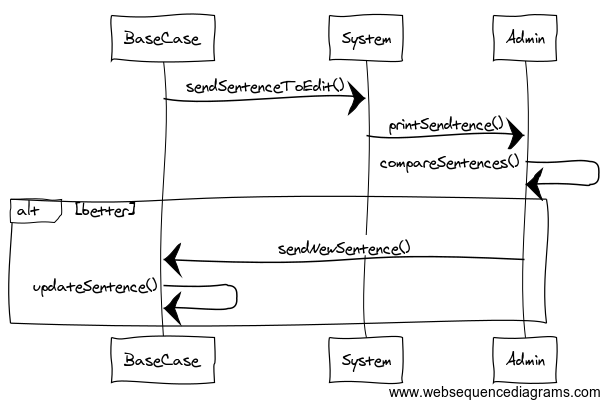 BaseCase System Admin
sendSentenceToEdit()
printSendtence()
compareSentences()
alt [better]
sendNewSentence()
updateSentence()
BaseCase System Admin
www.websequencediagrams.com